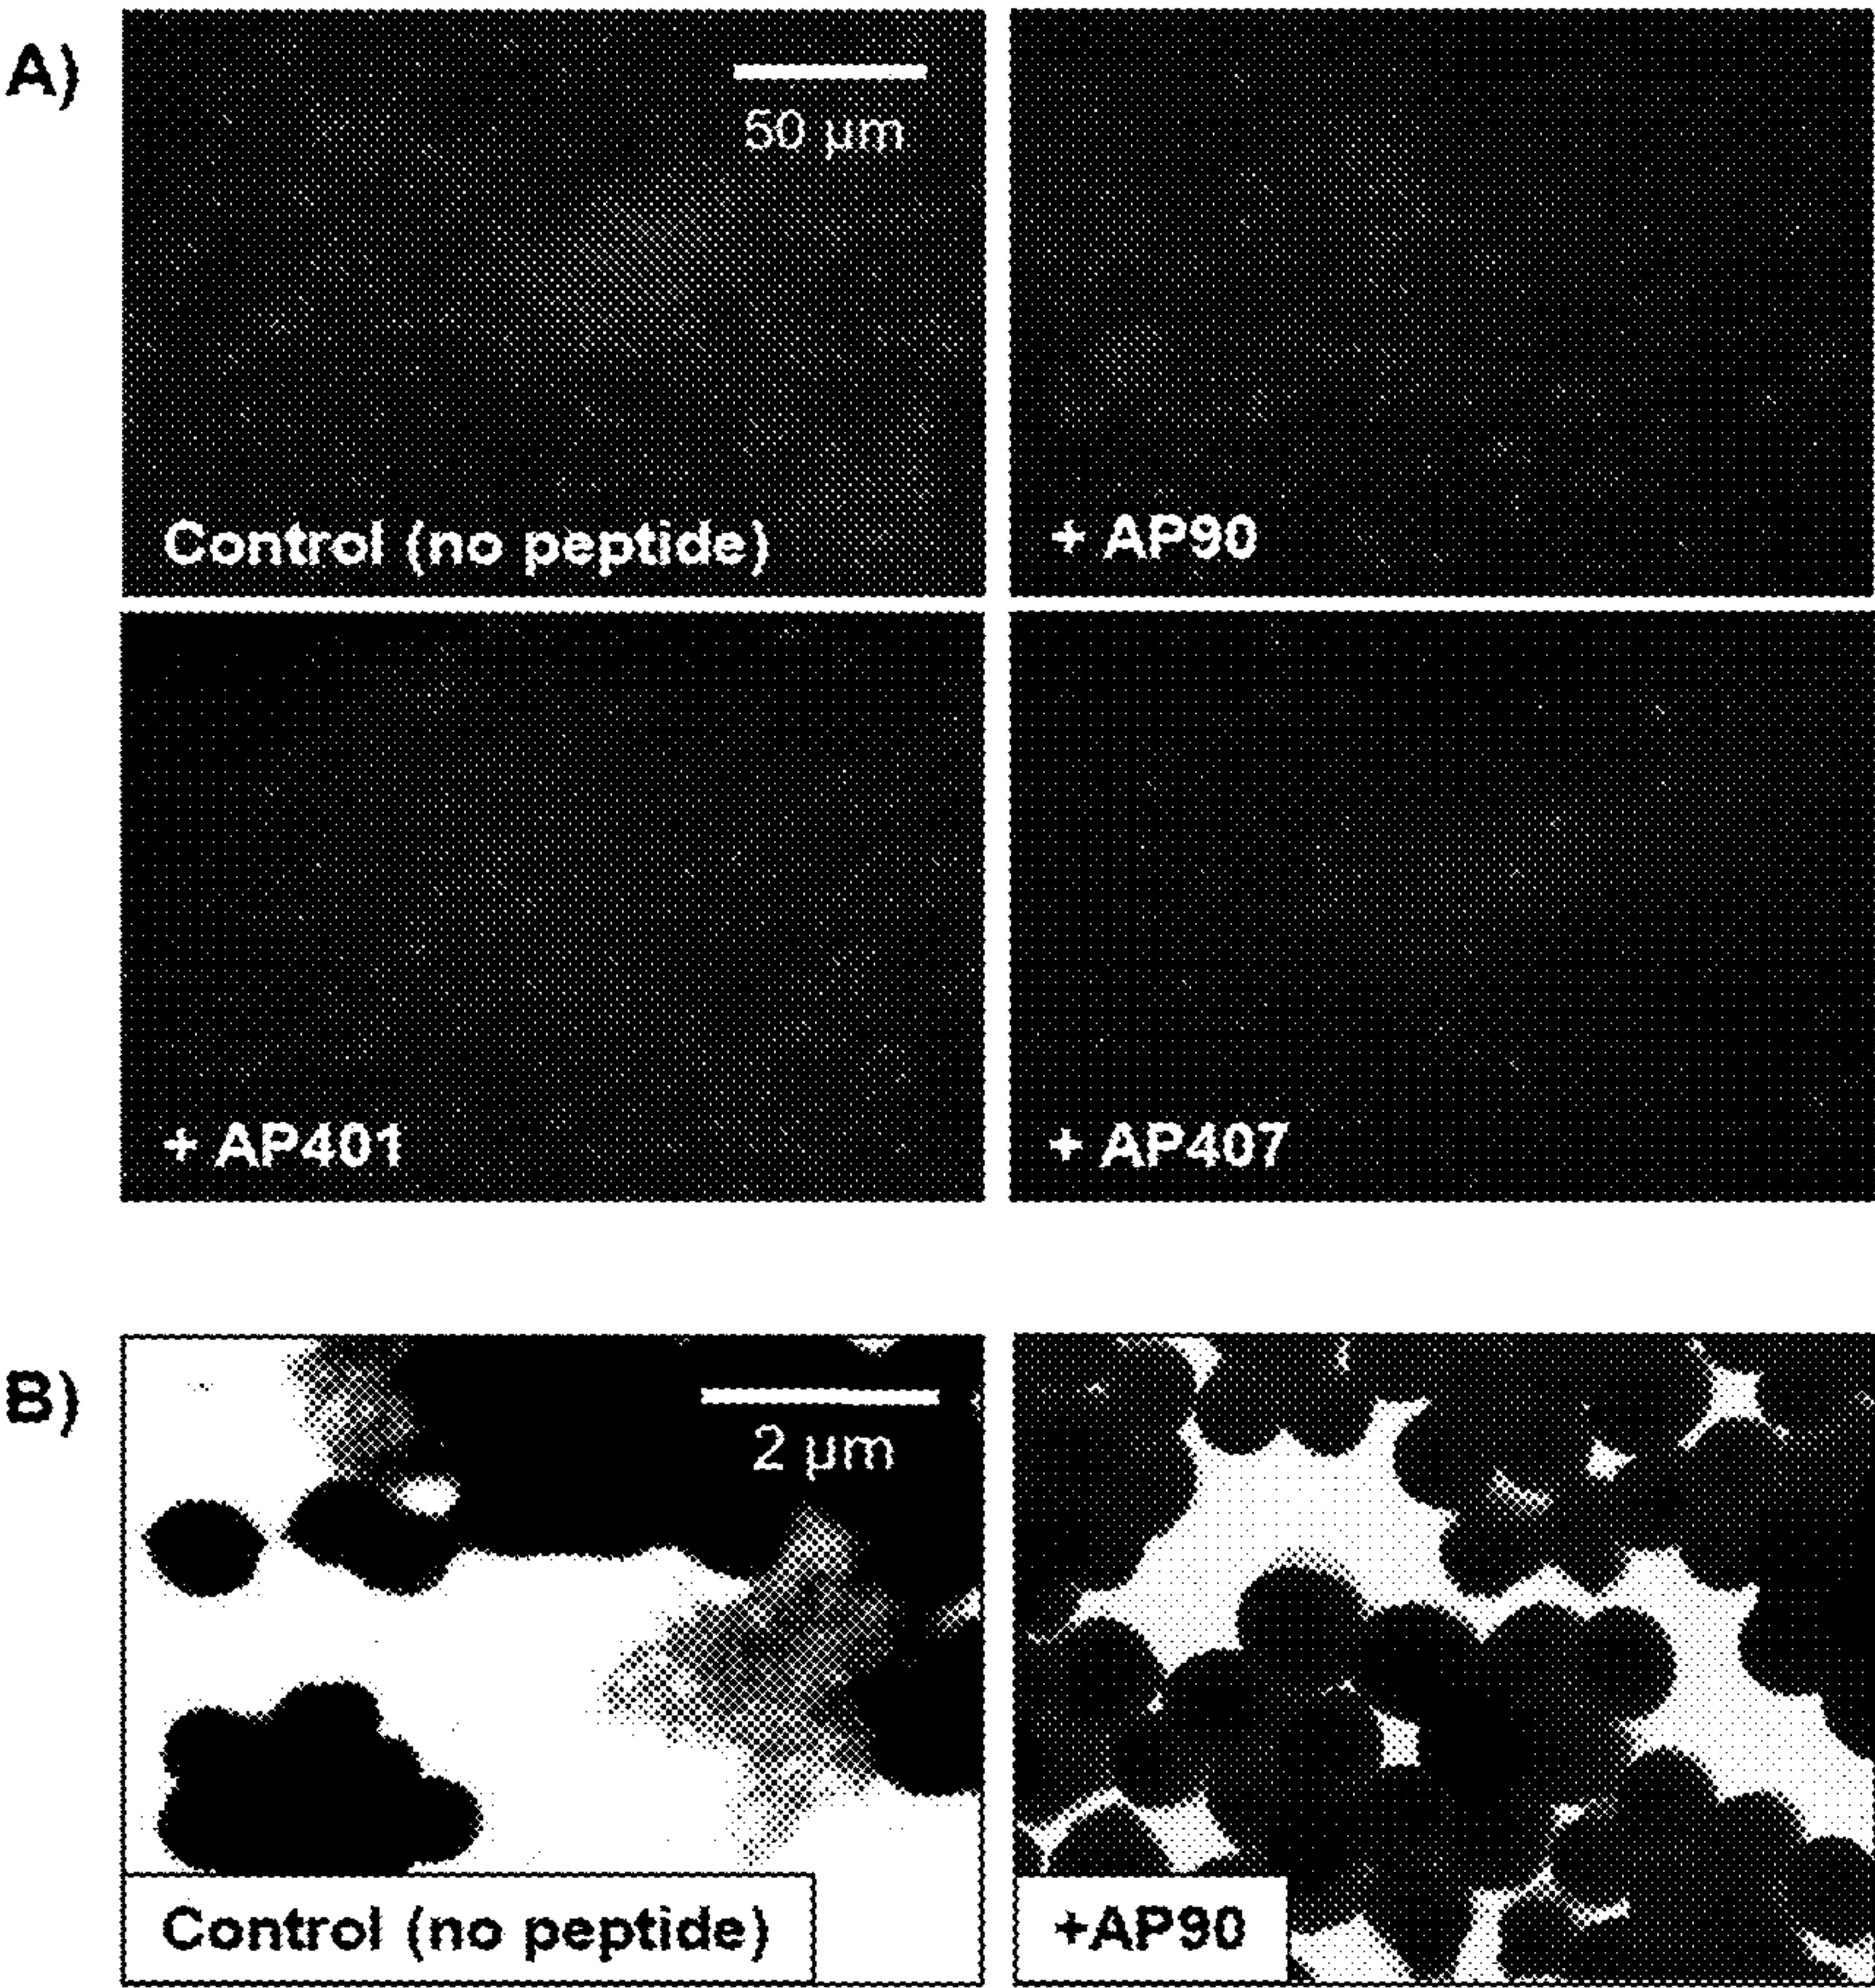 A)
50 µm
Control (no peptide)
+ AP90
+ AP401
+ AP407
B)
2 µm
Control (no peptide)
+AP90